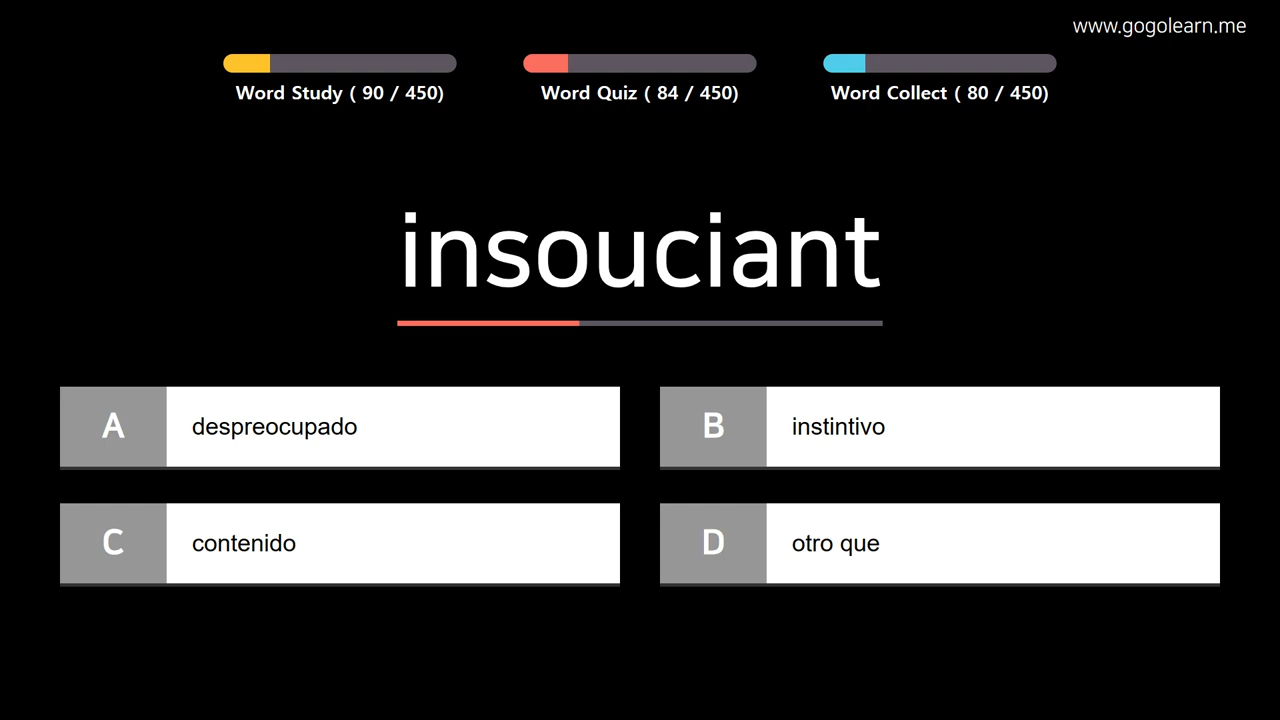 www.gogolearn.me
Word Study ( 90 / 450)
Word Quiz ( 84 / 450)
Word Collect ( 80 / 450)
insouciant
A despreocupado
B instintivo
C contenido
D otro que